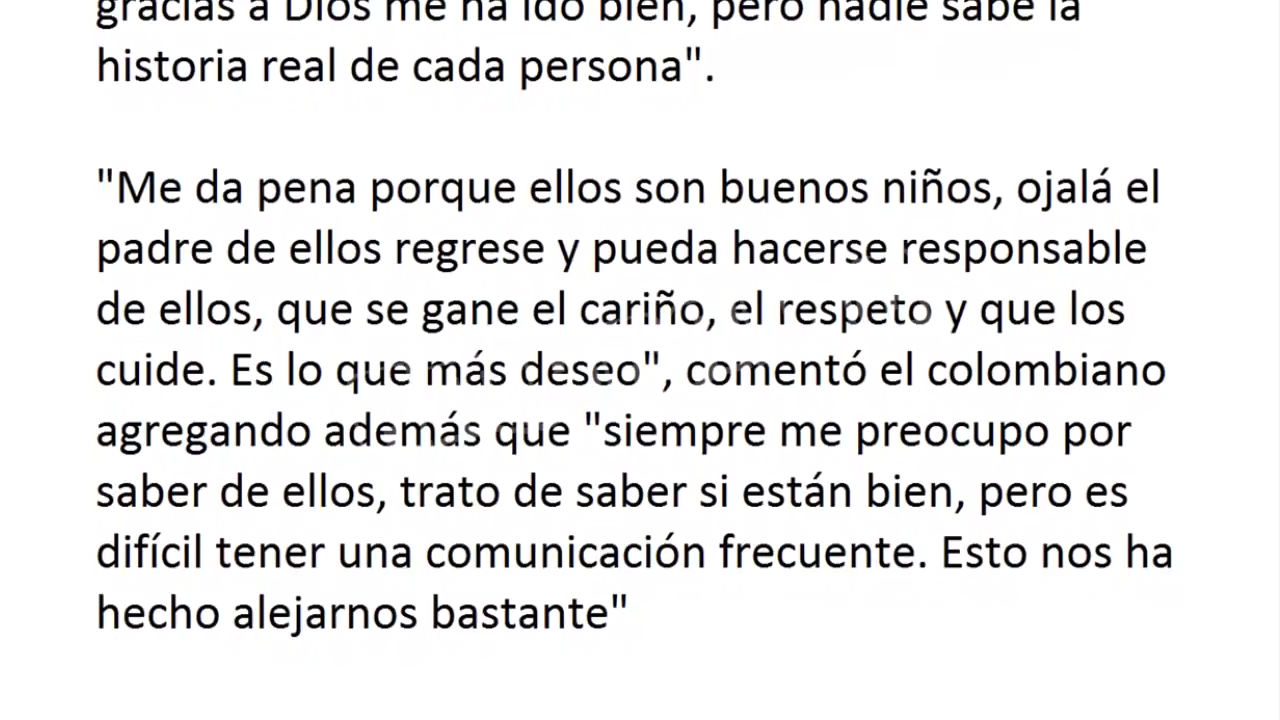 gracias a Dios me ha ido bien, pero nadie sabe la
historia real de cada persona".
"Me da pena porque ellos son buenos niños, ojalá el
padre de ellos regrese y pueda hacerse responsable
de ellos, que se gane el cariño, el respeto y que los
cuide. Es lo que más deseo", comentó el colombiano
agregando además que "siempre me preocupo por
saber de ellos, trato de saber si están bien, pero es
difícil tener una comunicación frecuente. Esto nos ha
hecho alejarnos bastante"